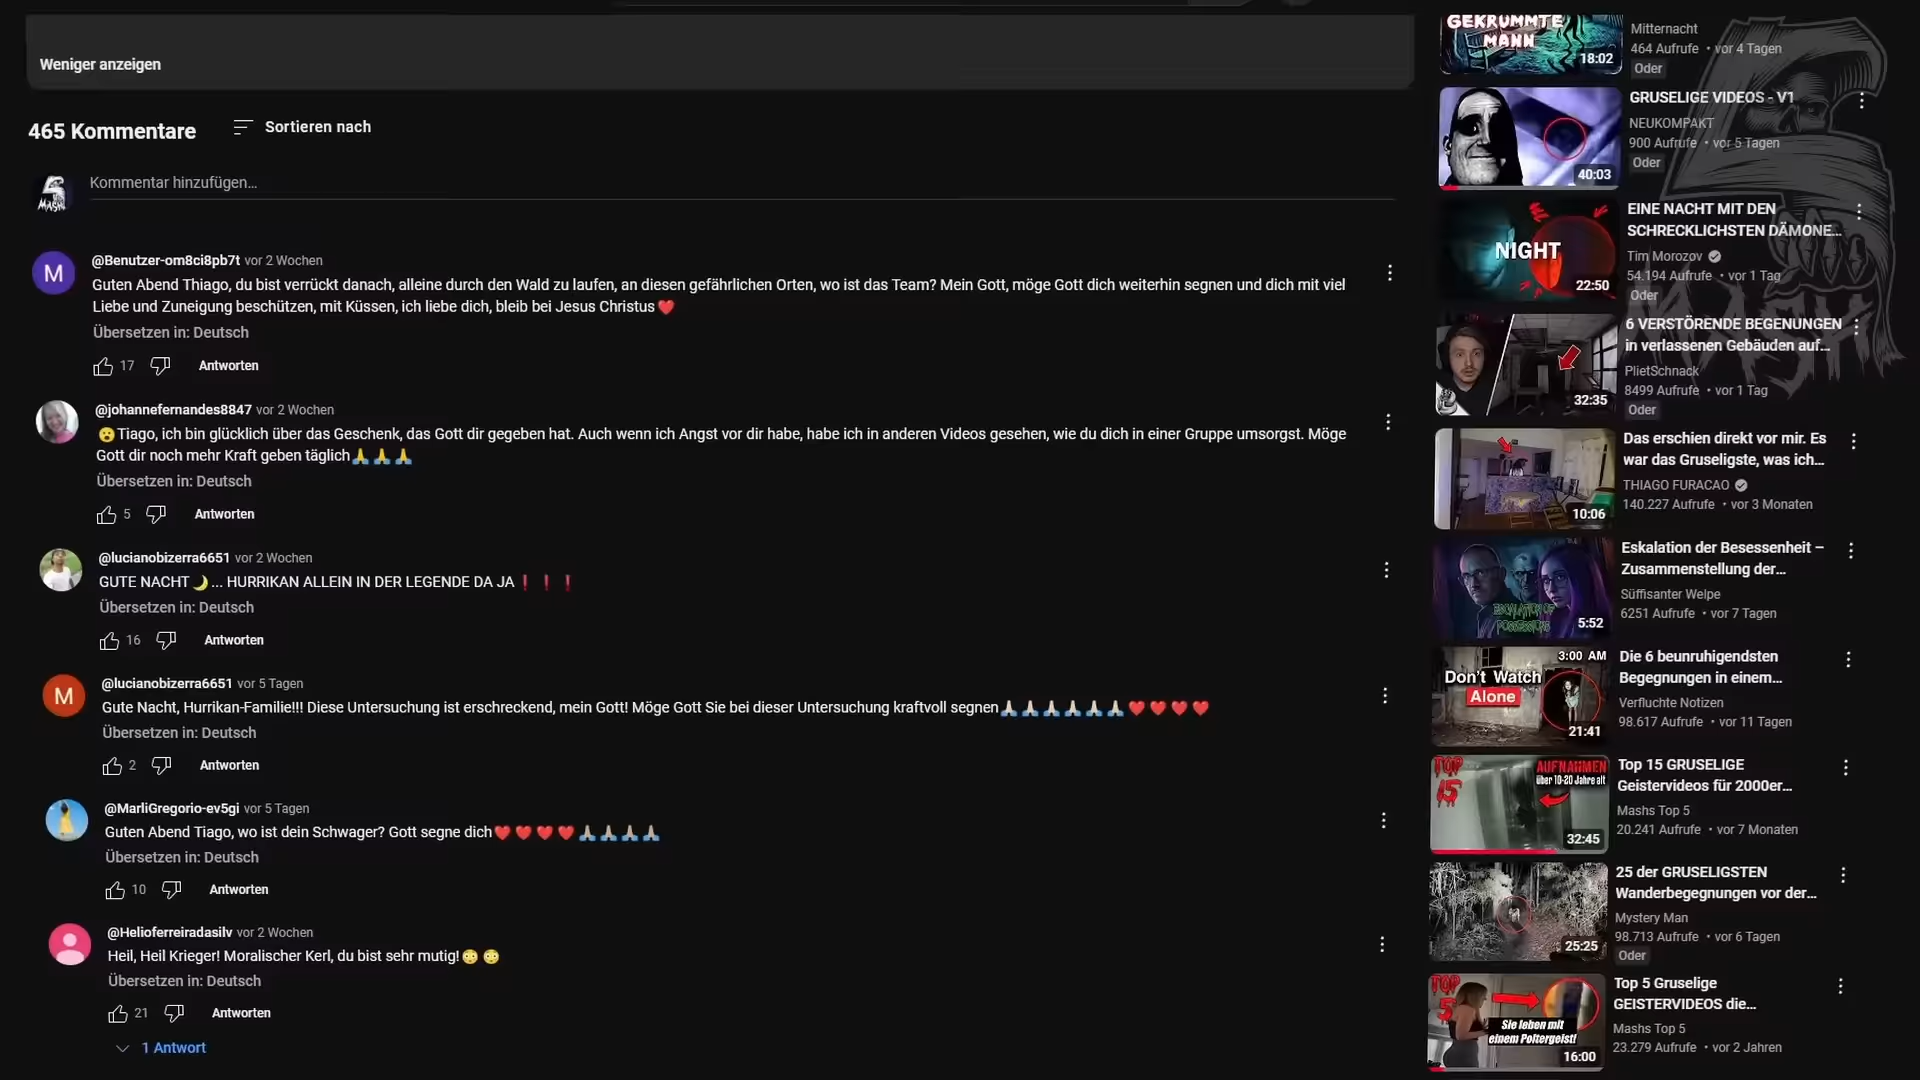 Weniger anzeigen
465 Kommentare
Sortieren nach
MASH
Kommentar hinzufügen…
M
@Benutzer-om8ci8pb7t vor 2 Wochen
Guten Abend Thiago, du bist verrückt danach, alleine durch den Wald zu laufen, an diesen gefährlichen Orten, wo ist das Team? Mein Gott, möge Gott dich weiterhin segnen und dich mit viel
Liebe und Zuneigung beschützen, mit Küssen, ich liebe dich, bleib bei Jesus Christus❤️
Übersetzen in: Deutsch
17 Antworten
@johannefernandes8847 vor 2 Wochen
😮Tiago, ich bin glücklich über das Geschenk, das Gott dir gegeben hat. Auch wenn ich Angst vor dir habe, habe ich in anderen Videos gesehen, wie du dich in einer Gruppe umsorgst. Möge
Gott dir noch mehr Kraft geben täglich🙏🙏🙏
Übersetzen in: Deutsch
5 Antworten
@lucianobizerra6651 vor 2 Wochen
GUTE NACHT🌙... HURRIKAN ALLEIN IN DER LEGENDE DA JA❗❗❗
Übersetzen in: Deutsch
16 Antworten
M
@lucianobizerra6651 vor 5 Tagen
Gute Nacht, Hurrikan-Familie!!! Diese Untersuchung ist erschreckend, mein Gott! Möge Gott Sie bei dieser Untersuchung kraftvoll segnen🙏🏻🙏🏻🙏🏻🙏🏻🙏🏻🙏🏻❤️❤️❤️❤️
Übersetzen in: Deutsch
2 Antworten
@MarliGregorio-ev5gi vor 5 Tagen
Guten Abend Tiago, wo ist dein Schwager? Gott segne dich❤️❤️❤️❤️🙏🏼🙏🏼🙏🏼🙏🏼
Übersetzen in: Deutsch
10 Antworten
@Helioferreiradasilv vor 2 Wochen
Heil, Heil Krieger! Moralischer Kerl, du bist sehr mutig!😳😳
Übersetzen in: Deutsch
21 Antworten
1 Antwort
GEKRÜMMTE
MANN
18:02
Mitternacht
464 Aufrufe • vor 4 Tagen
Oder
40:03
GRUSELIGE VIDEOS - V1
NEUKOMPAKT
900 Aufrufe • vor 5 Tagen
Oder
NIGHT
22:50
EINE NACHT MIT DEN
SCHRECKLICHSTEN DÄMONE…
Tim Morozov
54.194 Aufrufe • vor 1 Tag
Oder
32:35
6 VERSTÖRENDE BEGENUNGEN
in verlassenen Gebäuden auf…
PlietSchnack
8499 Aufrufe • vor 1 Tag
Oder
MASH
10:06
Das erschien direkt vor mir. Es
war das Gruseligste, was ich…
THIAGO FURACAO
140.227 Aufrufe • vor 3 Monaten
ESCALATION OF
POSSESSIONS
5:52
Eskalation der Besessenheit –
Zusammenstellung der…
Süffisanter Welpe
6251 Aufrufe • vor 7 Tagen
3:00 AM
Don't Watch
Alone
21:41
Die 6 beunruhigendsten
Begegnungen in einem…
Verfluchte Notizen
98.617 Aufrufe • vor 11 Tagen
TOP
15
AUFNAHMEN
über 10-20 Jahre alt
32:45
Top 15 GRUSELIGE
Geistervideos für 2000er…
Mashs Top 5
20.241 Aufrufe • vor 7 Monaten
25:25
25 der GRUSELIGSTEN
Wanderbegegnungen vor der…
Mystery Man
98.713 Aufrufe • vor 6 Tagen
Oder
TOP
5
Sie leben mit
einem Poltergeist!
16:00
Top 5 Gruselige
GEISTERVIDEOS die…
Mashs Top 5
23.279 Aufrufe • vor 2 Jahren